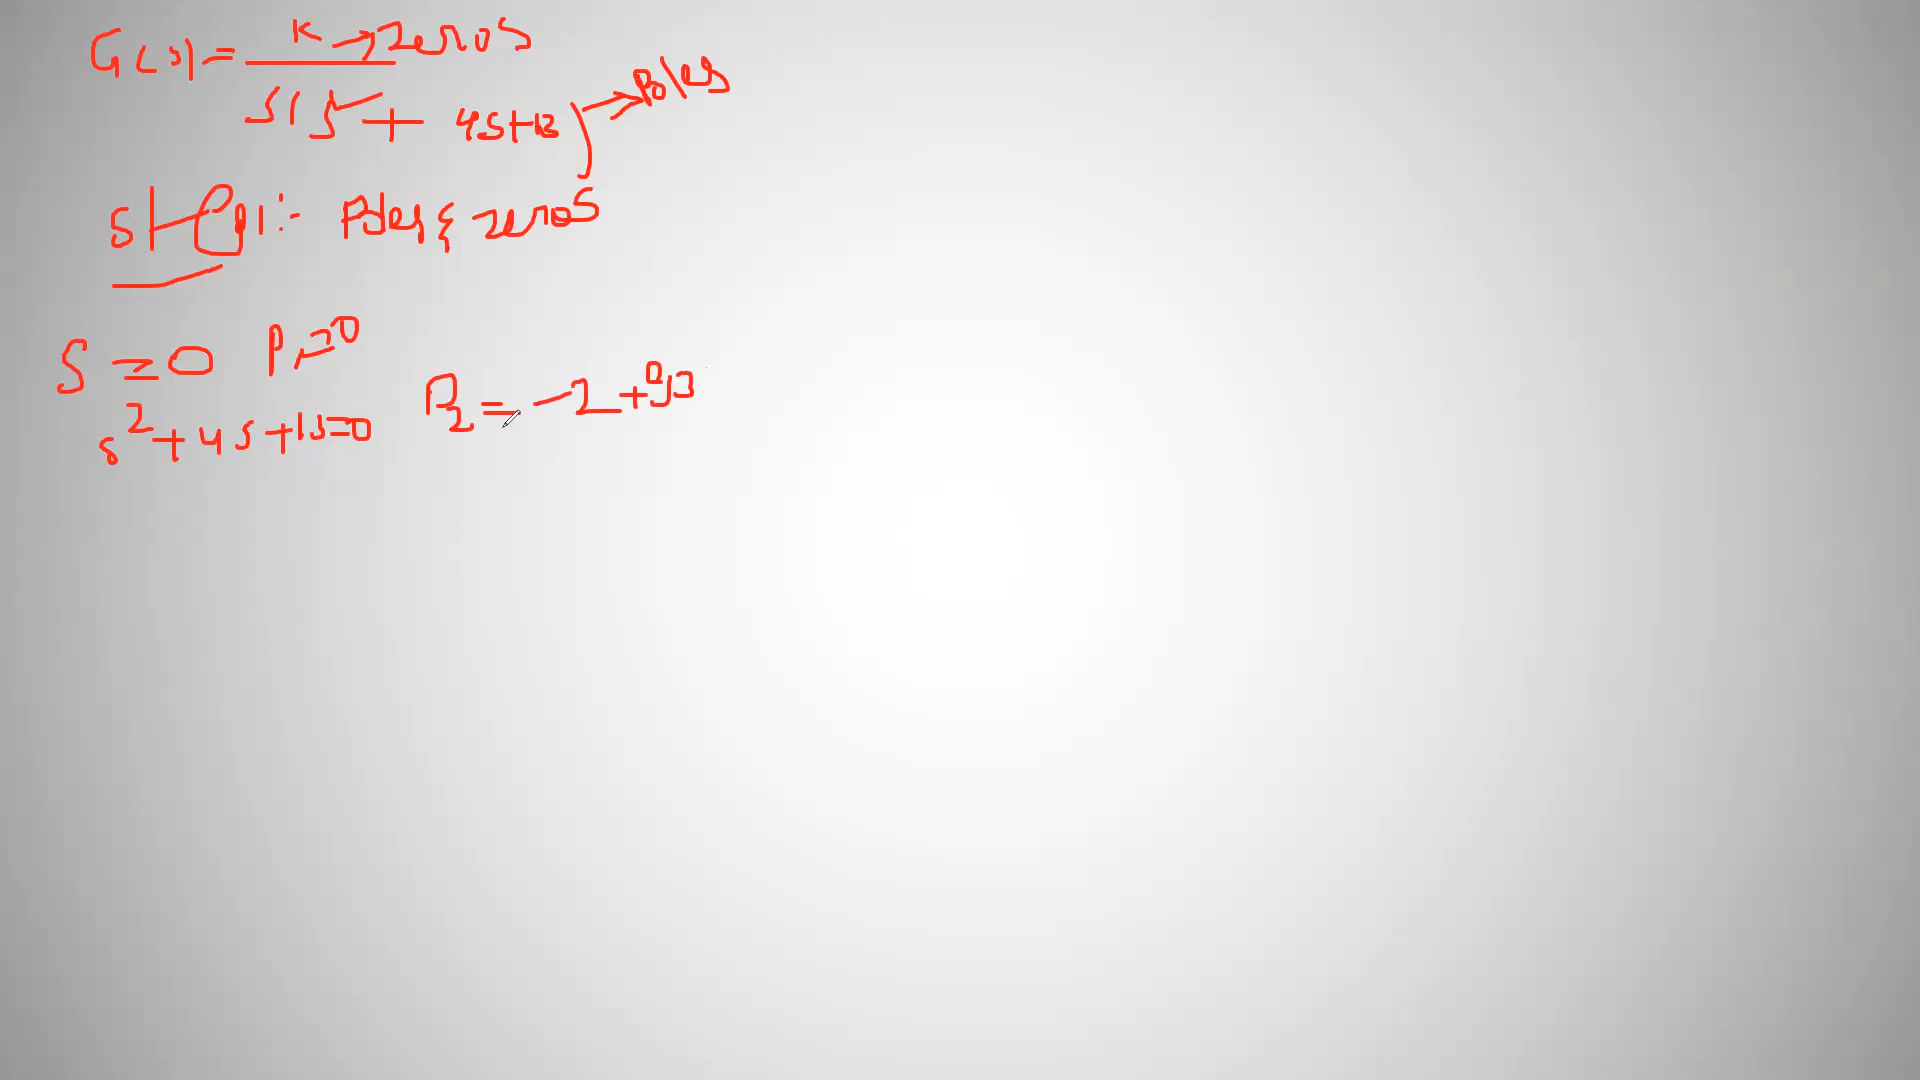 G(s) = K → zeros
s(s² + 4s+13) → Poles
Step 1 :- Poles & zeros
s = 0 P₁ = 0
s² + 4s + 13 = 0 P₂ = -2 + j3